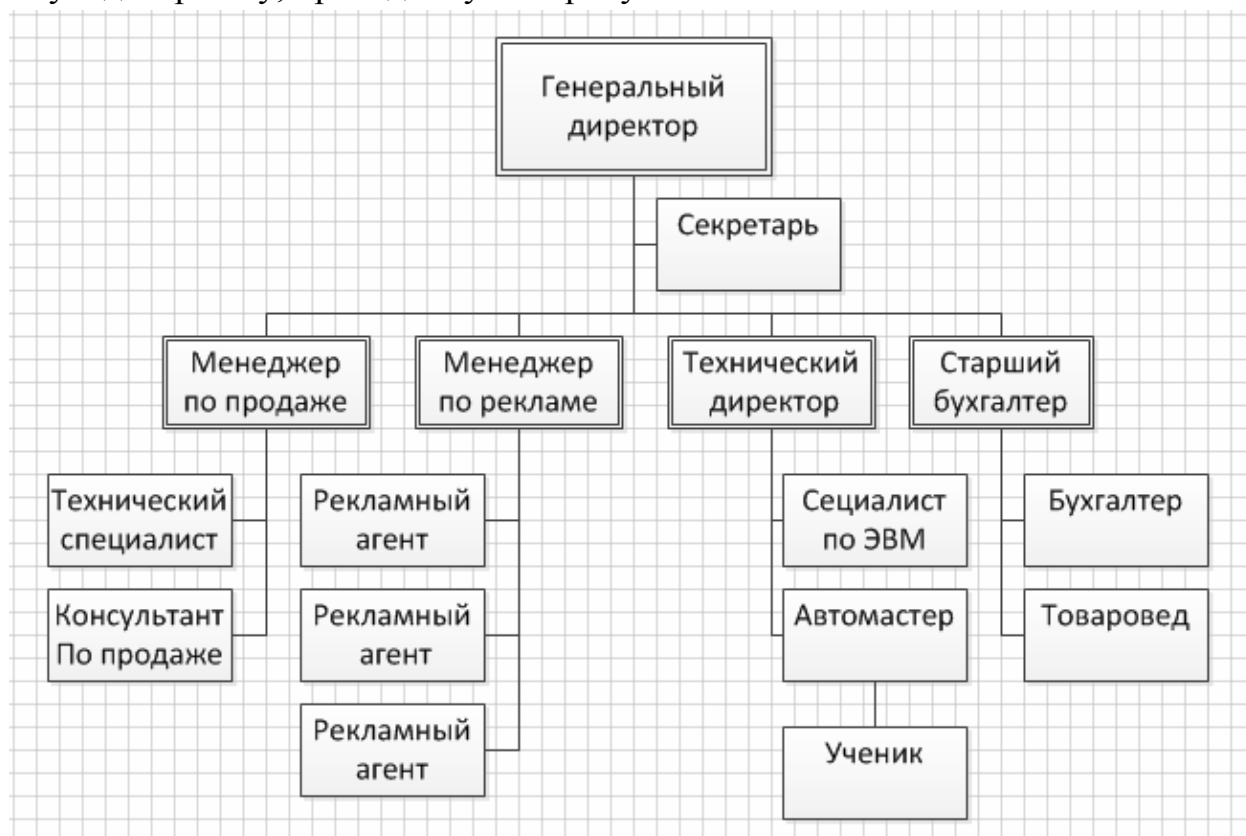 Генеральный
директор
Секретарь
Менеджер
по продаже
Менеджер
по рекламе
Технический
директор
Старший
бухгалтер
Технический
специалист
Рекламный
агент
Сециалист
по ЭВМ
Бухгалтер
Консультант
По продаже
Рекламный
агент
Автомастер
Товаровед
Рекламный
агент
Ученик